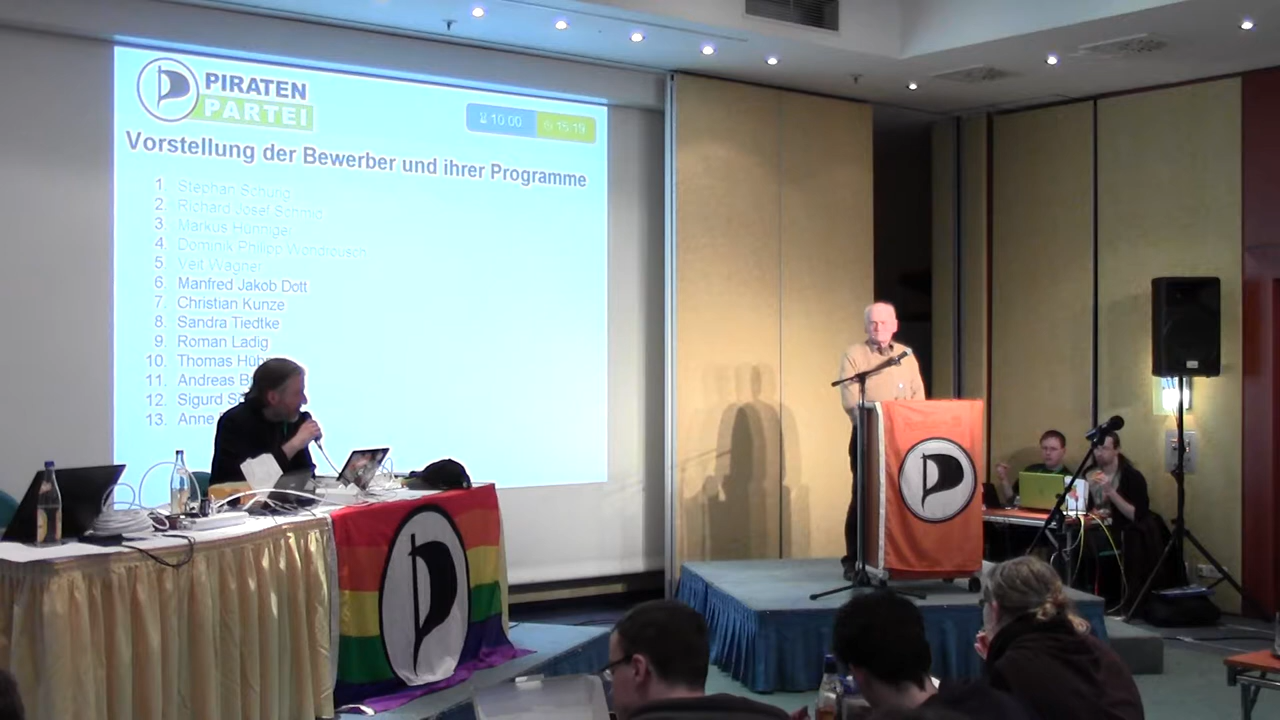 PIRATEN
PARTEI
10:00
15:19
Vorstellung der Bewerber und ihrer Programme
1. Stephan Schurig
2. Richard Josef Schmid
3. Markus Hünniger
4. Dominik Philipp Wondrousch
5. Veit Wagner
6. Manfred Jakob Dott
7. Christian Kunze
8. Sandra Tiedtke
9. Roman Ladig
10. Thomas
11. Andreas
12. Sigurd
13. Anne